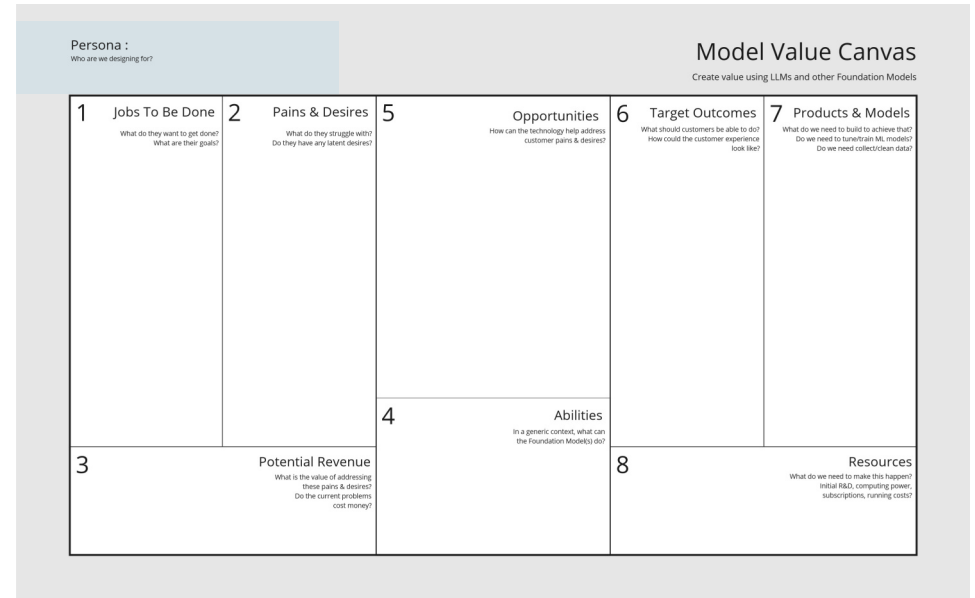 Persona :
Who are we designing for?
Model Value Canvas
Create value using LLMs and other Foundation Models
1
Jobs To Be Done
What do they want to get done?
What are their goals?
2
Pains & Desires
What do they struggle with?
Do they have any latent desires?
3
Potential Revenue
What is the value of addressing
these pains & desires?
Do the current problems
cost money?
4
Abilities
In a generic context, what can
the Foundation Model(s) do?
5
Opportunities
How can the technology help address
customer pains & desires?
6
Target Outcomes
What should customers be able to do?
How could the customer experience
look like?
7
Products & Models
What do we need to build to achieve that?
Do we need to tune/train ML models?
Do we need collect/clean data?
8
Resources
What do we need to make this happen?
Initial R&D, computing power,
subscriptions, running costs?